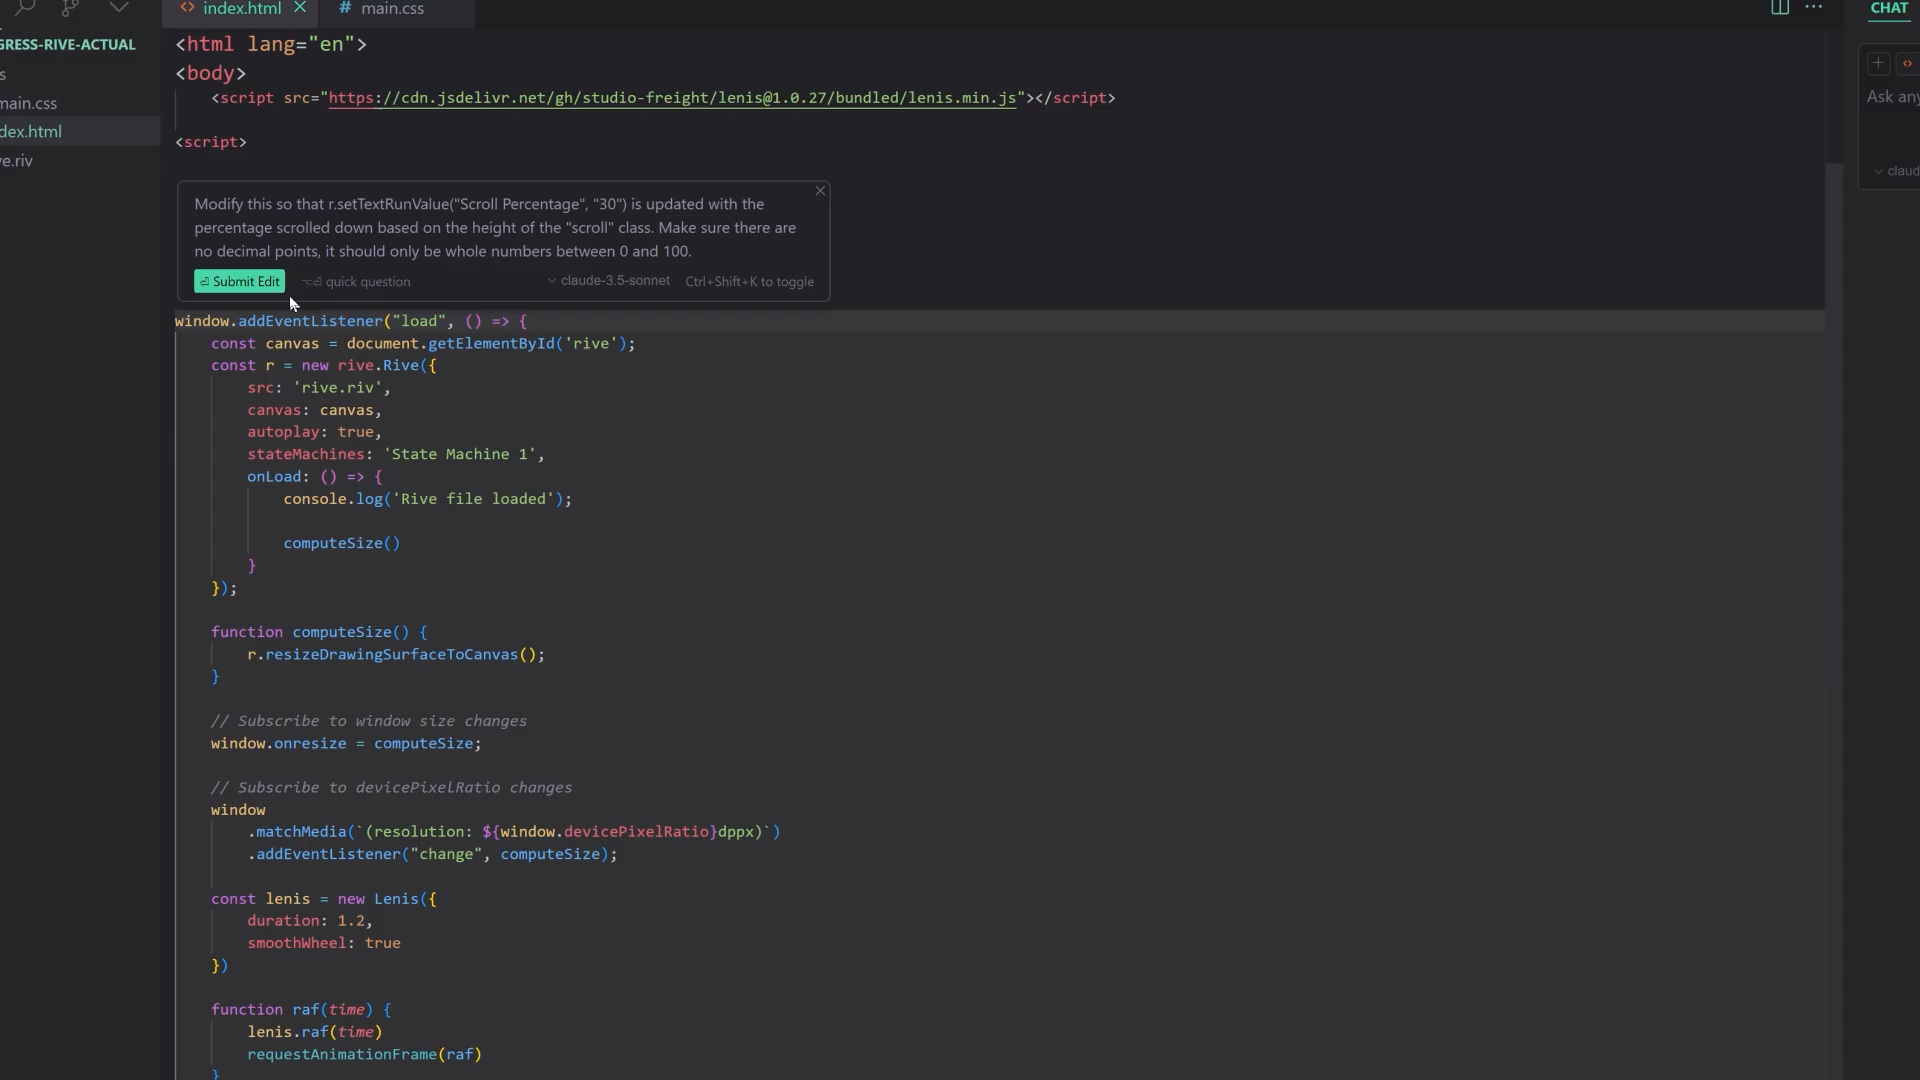 index.html
# main.css
CHAT
GRESS-RIVE-ACTUAL
s
main.css
dex.html
ve.riv
Ask any
claud
<html lang="en">
<body>
<script src="https://cdn.jsdelivr.net/gh/studio-freight/lenis@1.0.27/bundled/lenis.min.js"></script>
<script>
Modify this so that r.setTextRunValue("Scroll Percentage", "30") is updated with the
percentage scrolled down based on the height of the "scroll" class. Make sure there are
no decimal points, it should only be whole numbers between 0 and 100.
⏎ Submit Edit ⌥⏎ quick question claude-3.5-sonnet Ctrl+Shift+K to toggle
window.addEventListener("load", () => {
const canvas = document.getElementById('rive');
const r = new rive.Rive({
src: 'rive.riv',
canvas: canvas,
autoplay: true,
stateMachines: 'State Machine 1',
onLoad: () => {
console.log('Rive file loaded');
computeSize()
}
});
function computeSize() {
r.resizeDrawingSurfaceToCanvas();
}
// Subscribe to window size changes
window.onresize = computeSize;
// Subscribe to devicePixelRatio changes
window
.matchMedia(`(resolution: ${window.devicePixelRatio}dppx)`)
.addEventListener("change", computeSize);
const lenis = new Lenis({
duration: 1.2,
smoothWheel: true
})
function raf(time) {
lenis.raf(time)
requestAnimationFrame(raf)
}